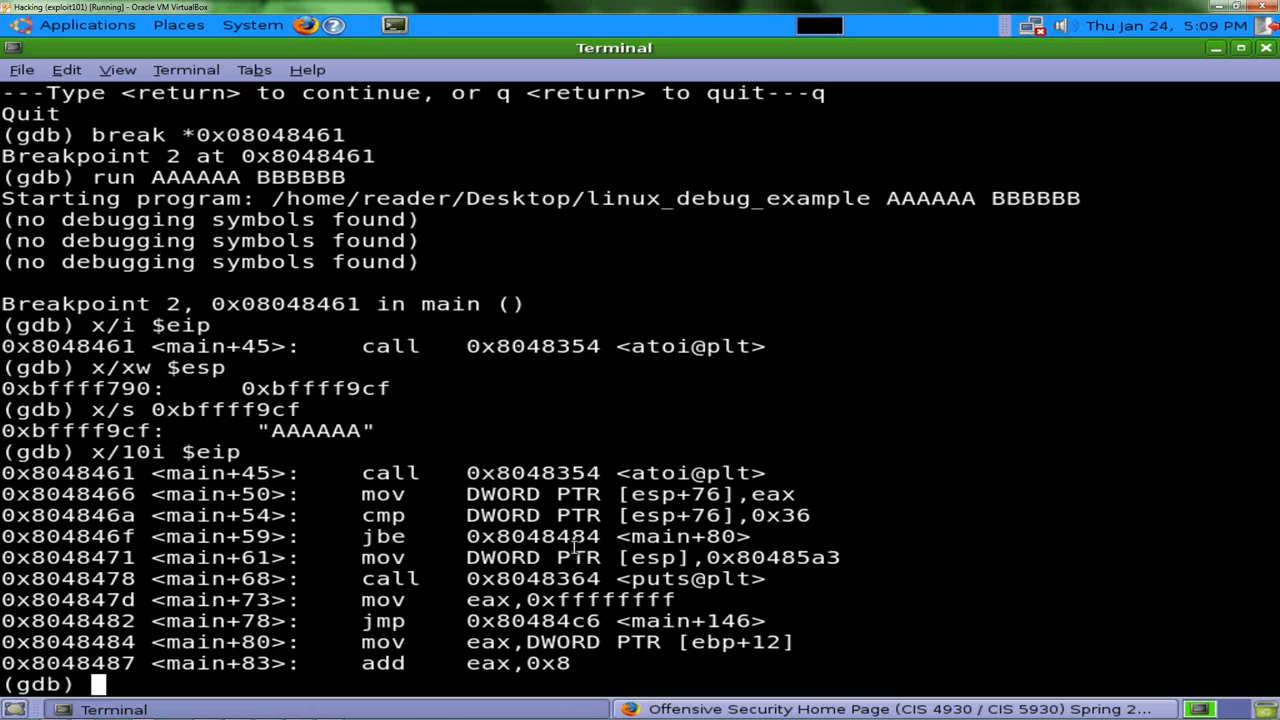 Hacking (exploit101) [Running] - Oracle VM VirtualBox
Applications Places System Thu Jan 24, 5:09 PM
Terminal
File Edit View Terminal Tabs Help
---Type <return> to continue, or q <return> to quit---q
Quit
(gdb) break *0x08048461
Breakpoint 2 at 0x8048461
(gdb) run AAAAAA BBBBBB
Starting program: /home/reader/Desktop/linux_debug_example AAAAAA BBBBBB
(no debugging symbols found)
(no debugging symbols found)
(no debugging symbols found)
Breakpoint 2, 0x08048461 in main ()
(gdb) x/i $eip
0x8048461 <main+45>: call 0x8048354 <atoi@plt>
(gdb) x/xw $esp
0xbffff790: 0xbffff9cf
(gdb) x/s 0xbffff9cf
0xbffff9cf: "AAAAAA"
(gdb) x/10i $eip
0x8048461 <main+45>: call 0x8048354 <atoi@plt>
0x8048466 <main+50>: mov DWORD PTR [esp+76],eax
0x804846a <main+54>: cmp DWORD PTR [esp+76],0x36
0x804846f <main+59>: jbe 0x8048484 <main+80>
0x8048471 <main+61>: mov DWORD PTR [esp],0x80485a3
0x8048478 <main+68>: call 0x8048364 <puts@plt>
0x804847d <main+73>: mov eax,0xffffffff
0x8048482 <main+78>: jmp 0x80484c6 <main+146>
0x8048484 <main+80>: mov eax,DWORD PTR [ebp+12]
0x8048487 <main+83>: add eax,0x8
(gdb)
Terminal Offensive Security Home Page (CIS 4930 / CIS 5930) Spring 2...